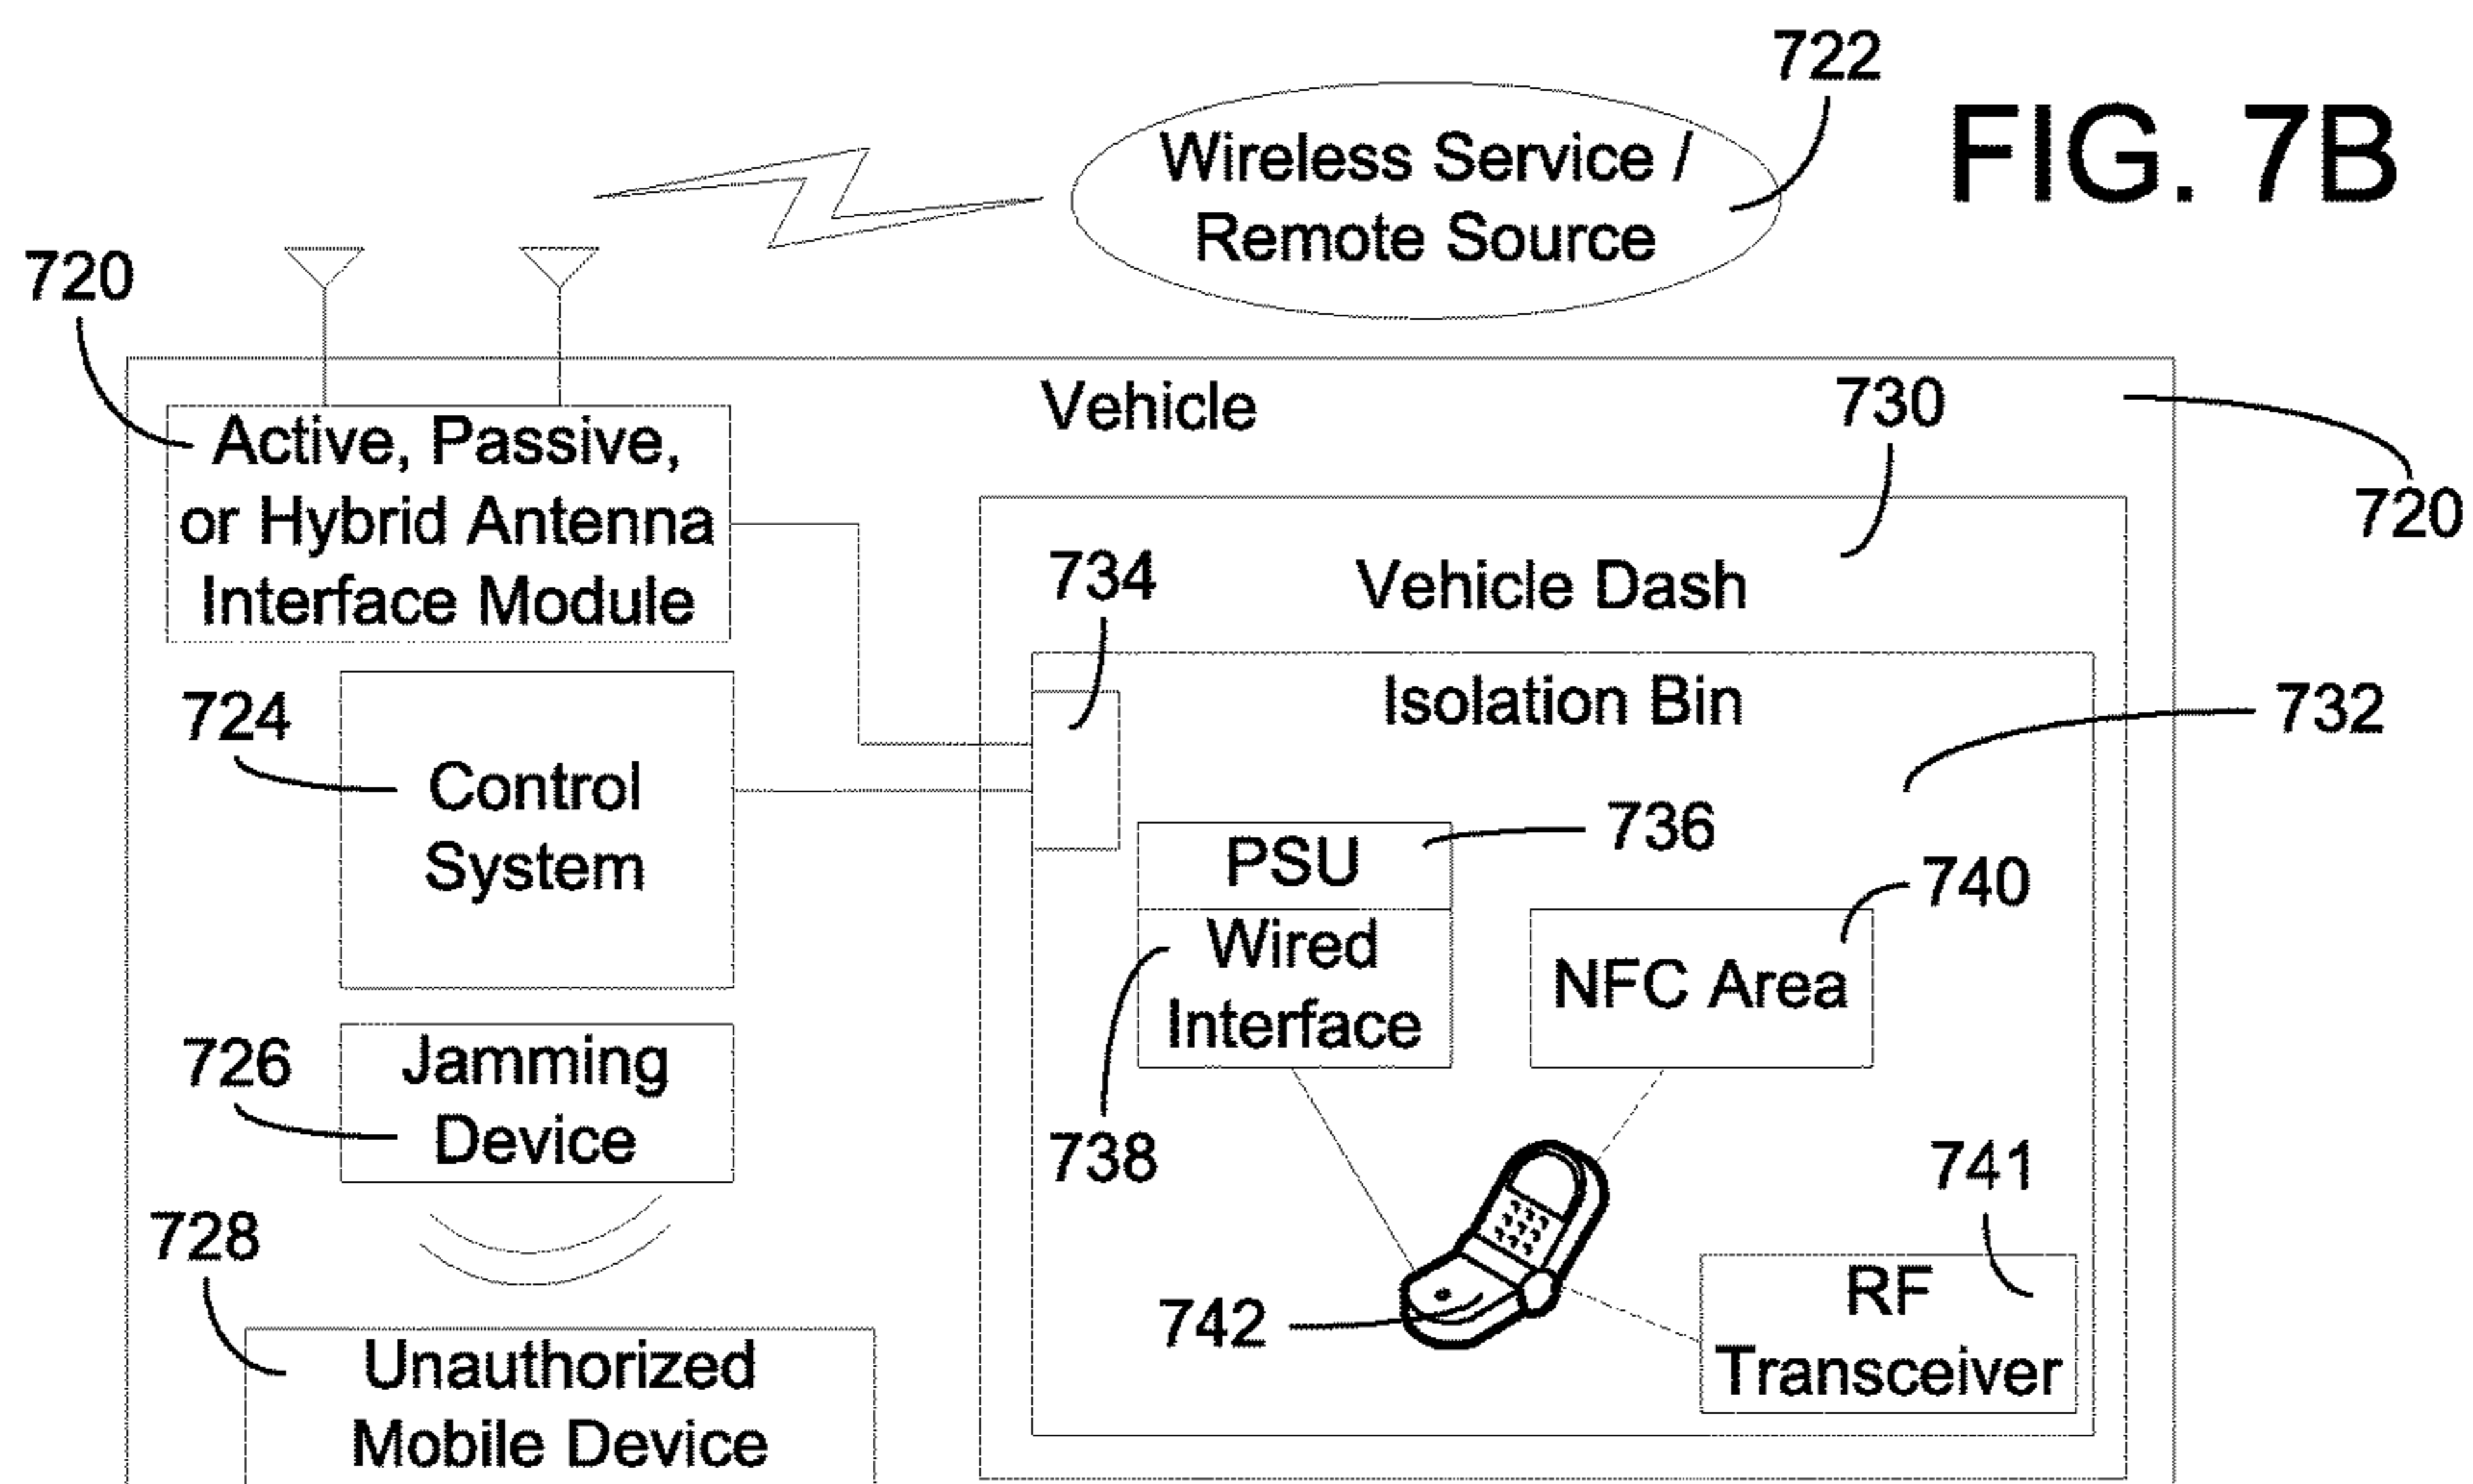 722
FIG. 7B
Wireless Service /
Remote Source
720
Vehicle
730
720
Active, Passive,
or Hybrid Antenna
Interface Module
734
Vehicle Dash
724
Control
System
Isolation Bin
732
PSU
736
740
Wired
Interface
NFC Area
726
Jamming
Device
738
741
728
742
RF
Transceiver
Unauthorized
Mobile Device